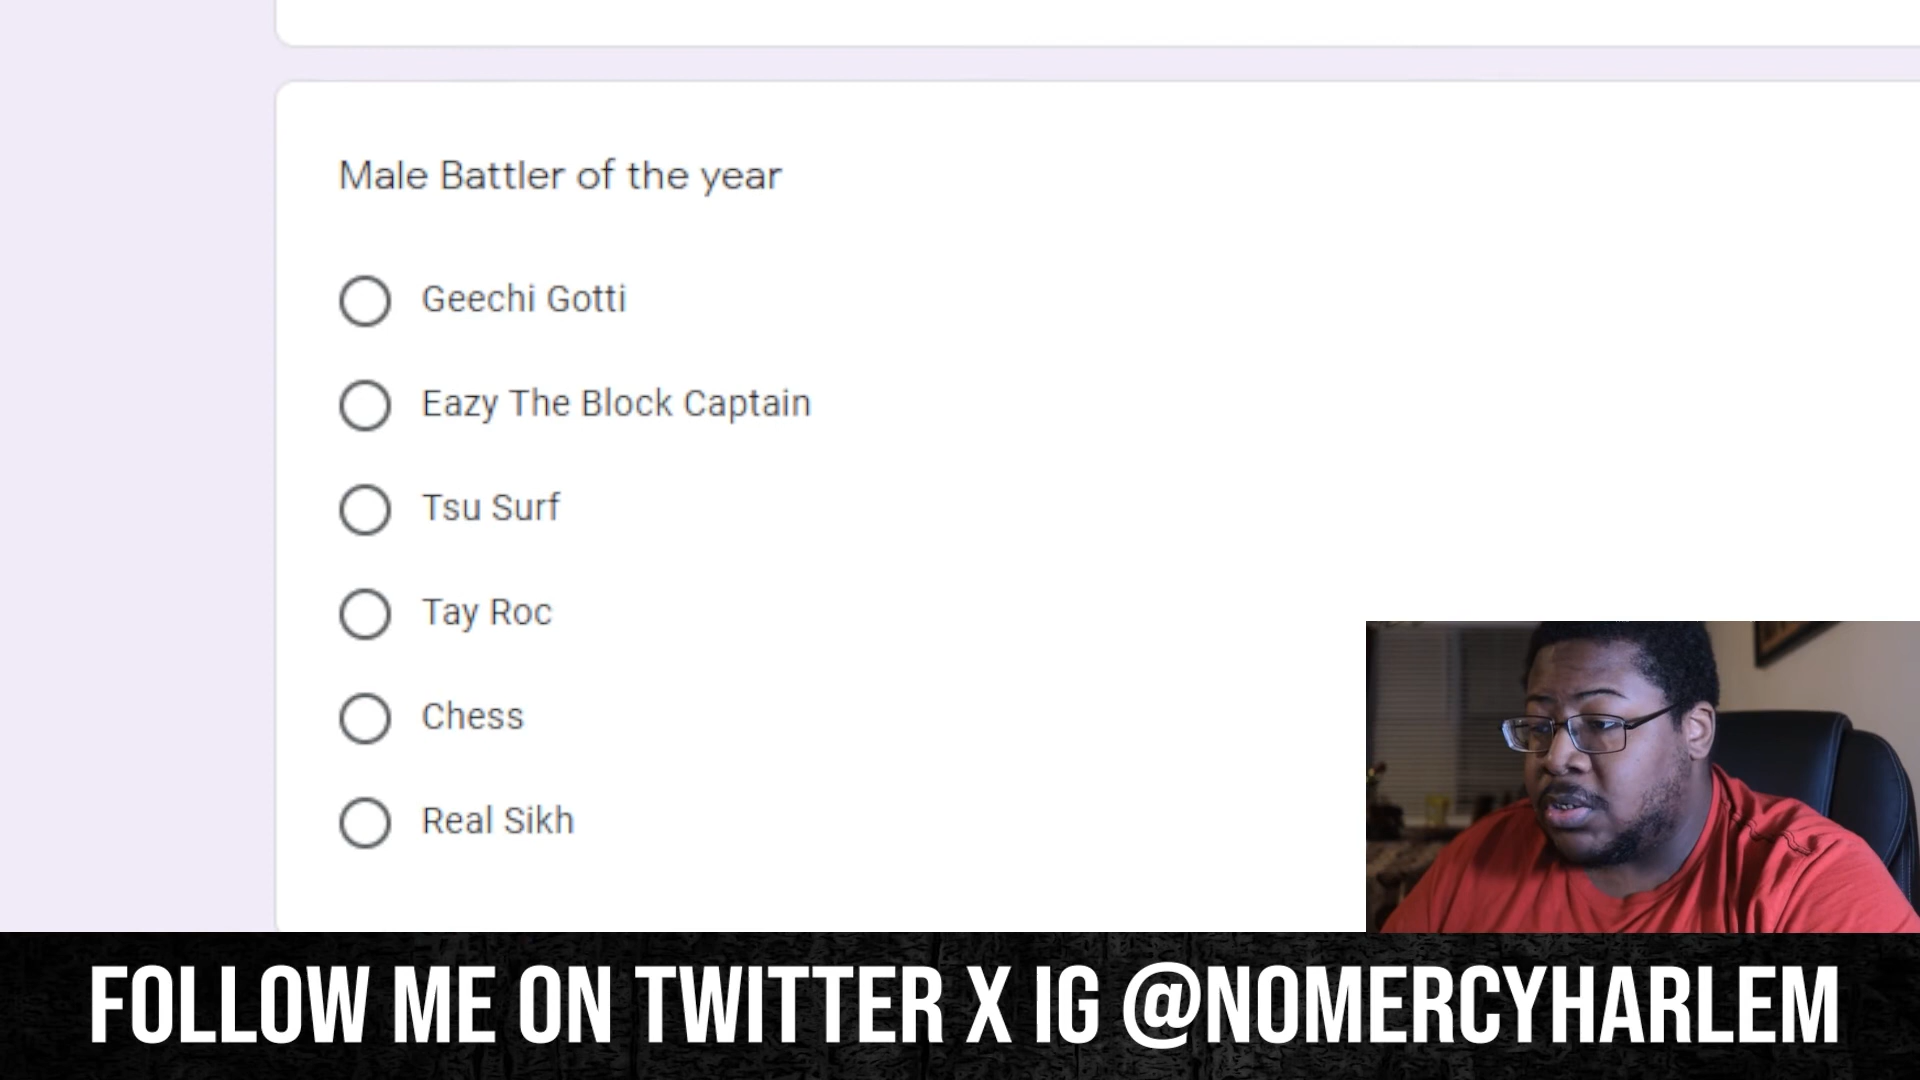 Male Battler of the year
Geechi Gotti
Eazy The Block Captain
Tsu Surf
Tay Roc
Chess
Real Sikh
FOLLOW ME ON TWITTER X IG @NOMERCYHARLEM